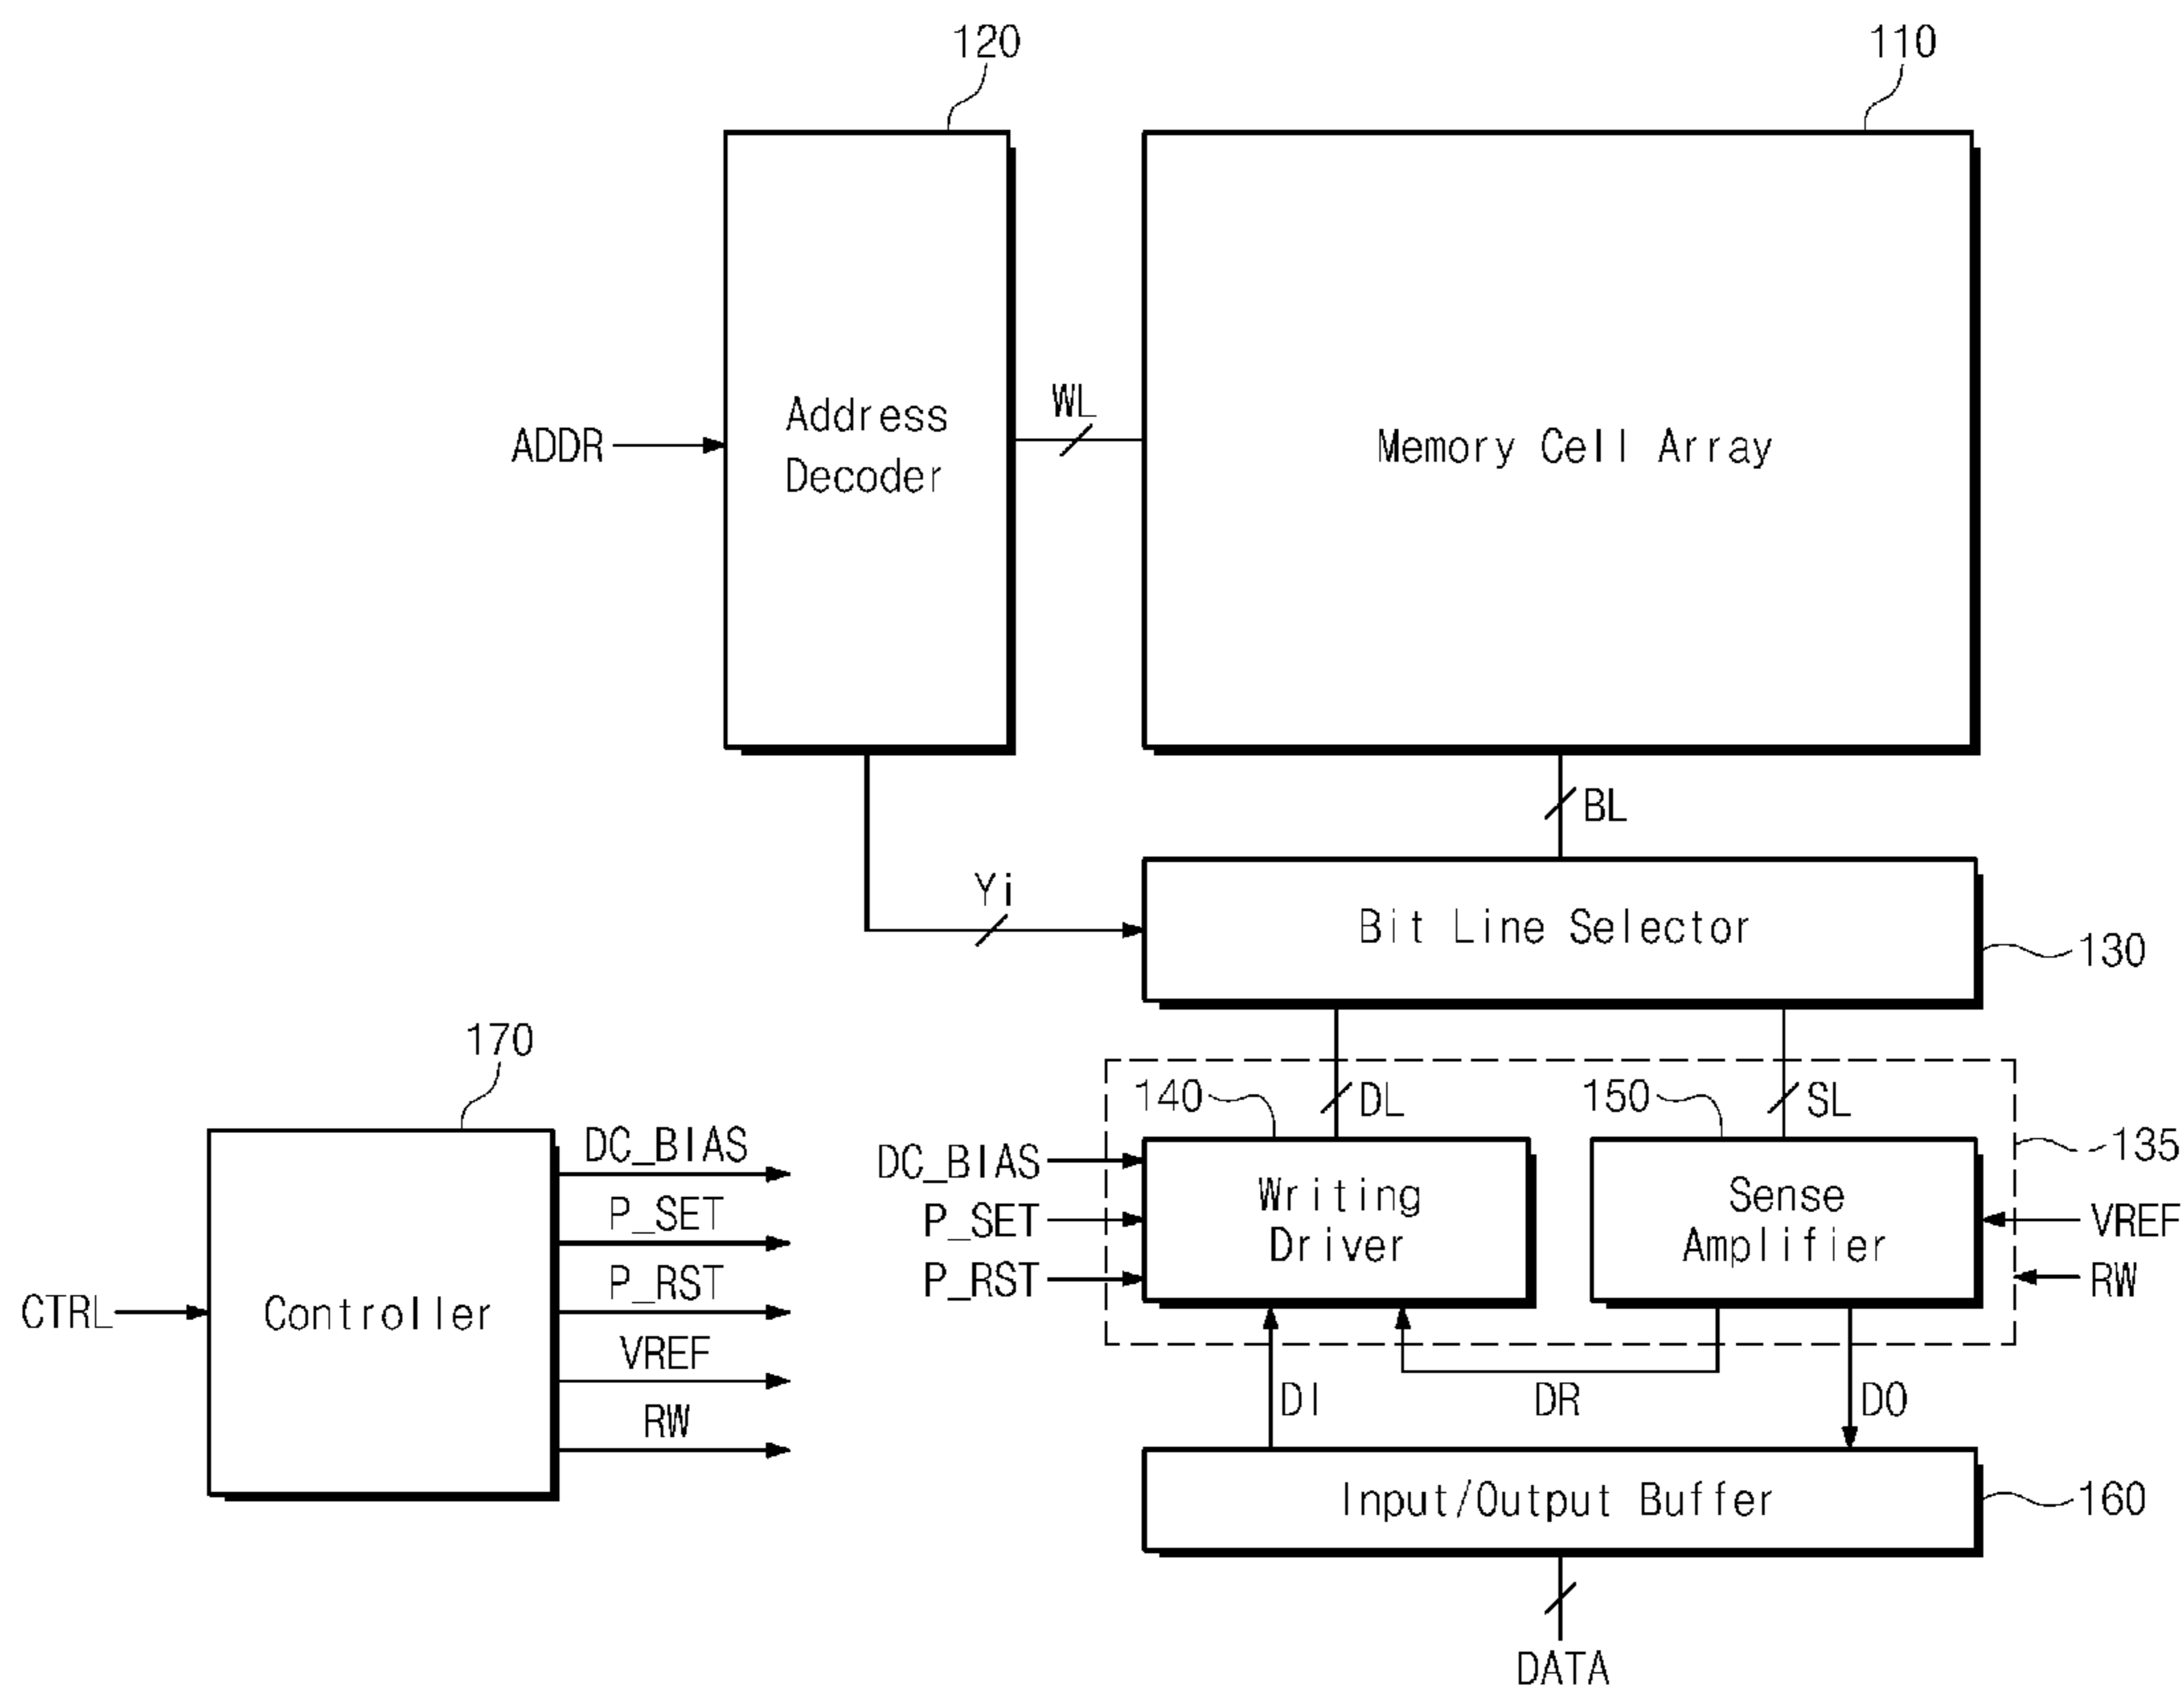 120
110
Address
Decoder
WL
ADDR
Memory Cell Array
BL
Yi
Bit Line Selector
130
170
140
DL
150
SL
135
DC_BIAS
P_SET
P_RST
VREF
RW
CTRL
Controller
DC_BIAS
P_SET
P_RST
Writing
Driver
Sense
Amplifier
VREF
RW
DI
DR
DO
Input/Output Buffer
160
DATA